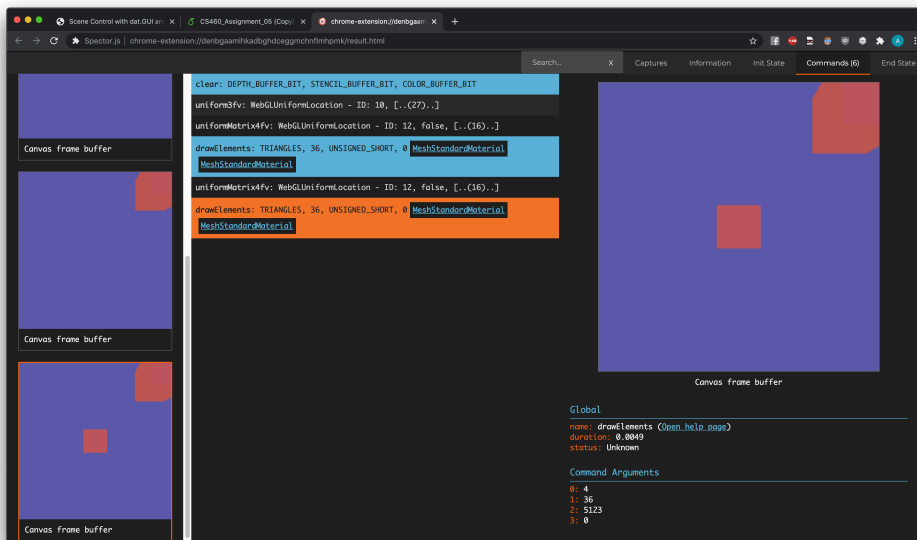 Scene Control with dat.GUI an
CS460_Assignment_05 (Copy)
chrome-extension://denbgaamih
Spector.js | chrome-extension://denbgaamihkadbghdceggmchnflmhpmk/result.html
Search... X Captures Information Init State Commands (6) End State
Canvas frame buffer
Canvas frame buffer
Canvas frame buffer
clear: DEPTH_BUFFER_BIT, STENCIL_BUFFER_BIT, COLOR_BUFFER_BIT
uniform3fv: WebGLUniformLocation - ID: 10, [..(27)..]
uniformMatrix4fv: WebGLUniformLocation - ID: 12, false, [..(16)..]
drawElements: TRIANGLES, 36, UNSIGNED_SHORT, 0 MeshStandardMaterial
MeshStandardMaterial
uniformMatrix4fv: WebGLUniformLocation - ID: 12, false, [..(16)..]
drawElements: TRIANGLES, 36, UNSIGNED_SHORT, 0 MeshStandardMaterial
MeshStandardMaterial
Canvas frame buffer
Global
name: drawElements (Open help page)
duration: 0.0049
status: Unknown
Command Arguments
0: 4
1: 36
2: 5123
3: 0